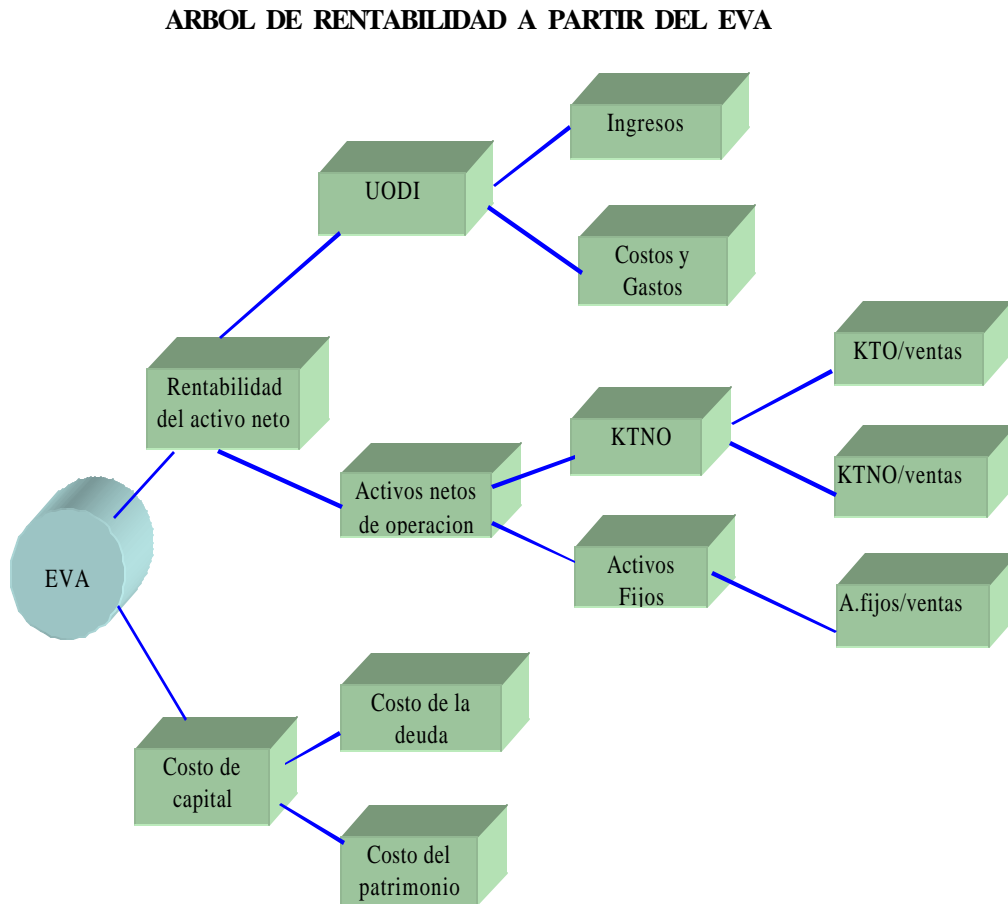 ARBOL DE RENTABILIDAD A PARTIR DEL EVA
Ingresos
UODI
Costos y
Gastos
KTO/ventas
Rentabilidad
del activo neto
KTNO
KTNO/ventas
Activos netos
de operacion
EVA
Activos
Fijos
A.fijos/ventas
Costo de la
deuda
Costo de
capital
Costo del
patrimonio